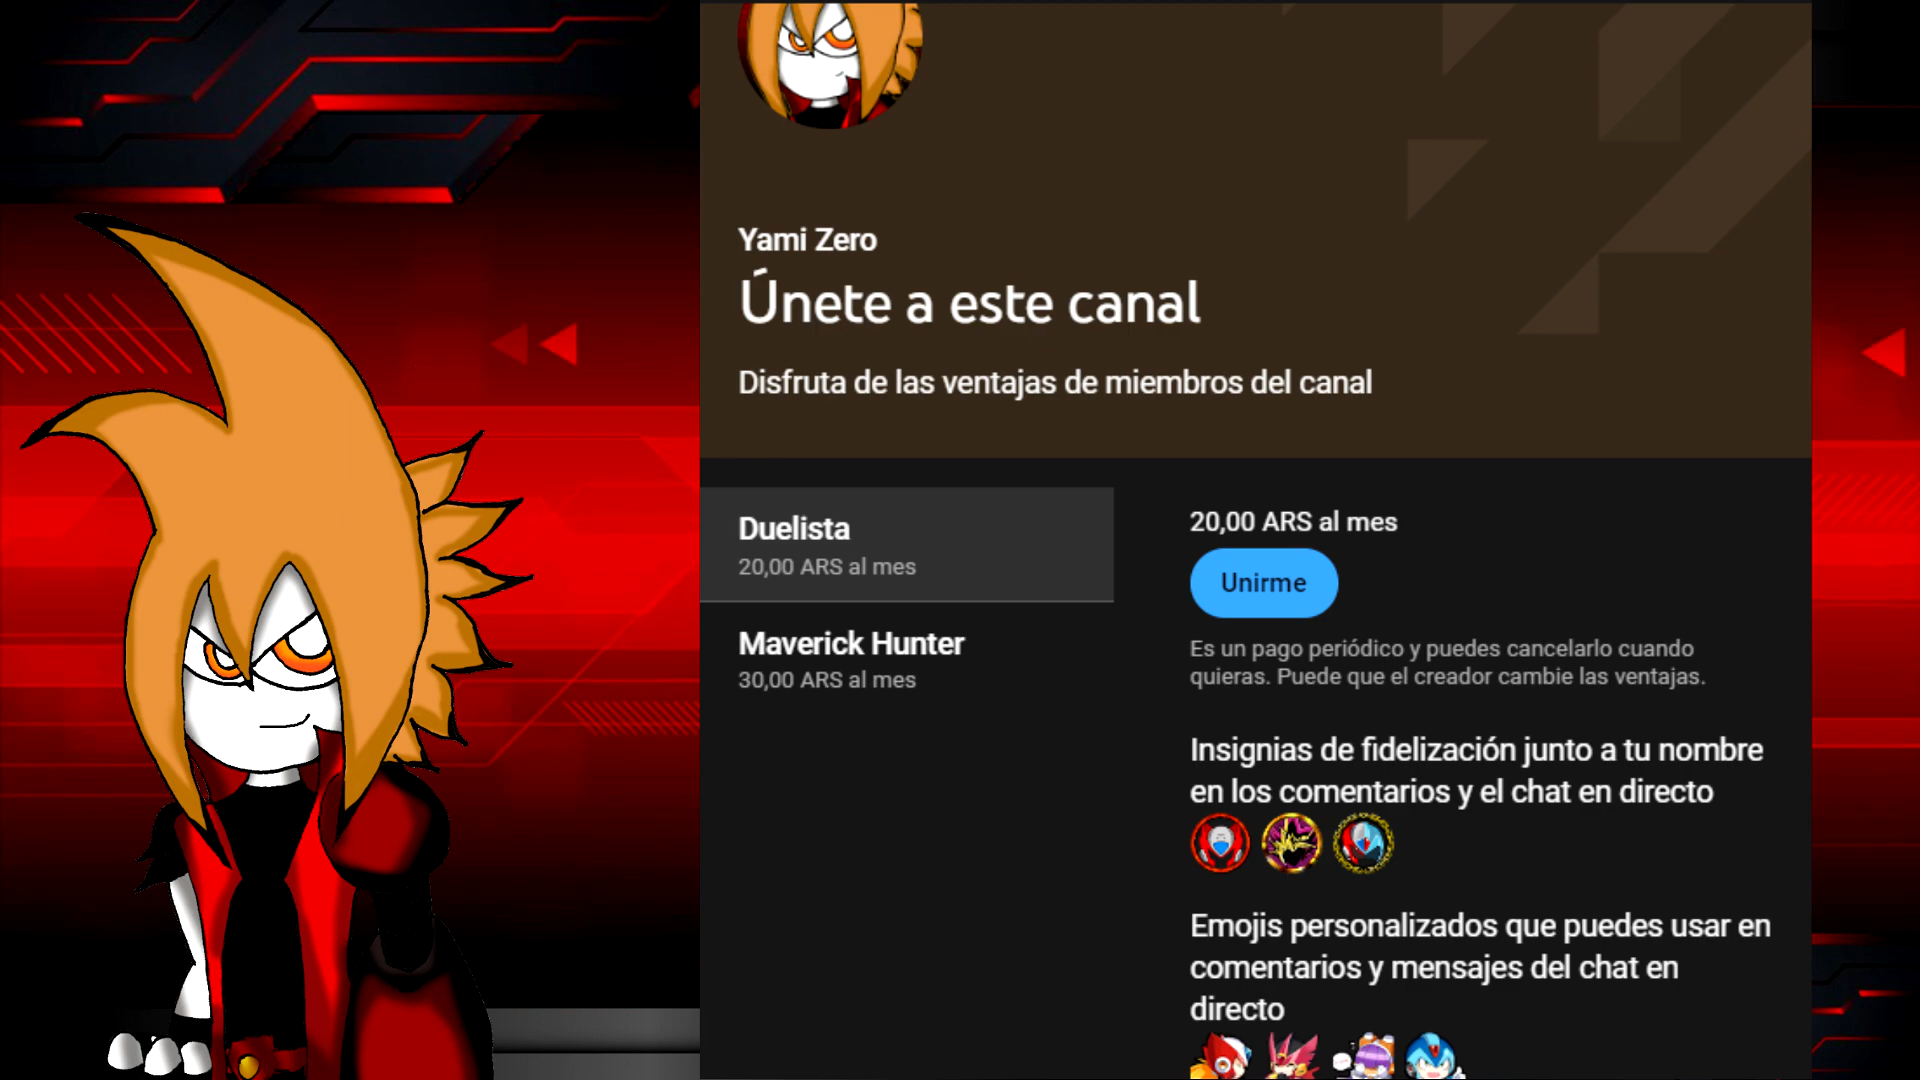 Yami Zero
Únete a este canal
Disfruta de las ventajas de miembros del canal
Duelista
20,00 ARS al mes
Maverick Hunter
30,00 ARS al mes
20,00 ARS al mes
Unirme
Es un pago periódico y puedes cancelarlo cuando
quieras. Puede que el creador cambie las ventajas.
Insignias de fidelización junto a tu nombre
en los comentarios y el chat en directo
Emojis personalizados que puedes usar en
comentarios y mensajes del chat en
directo